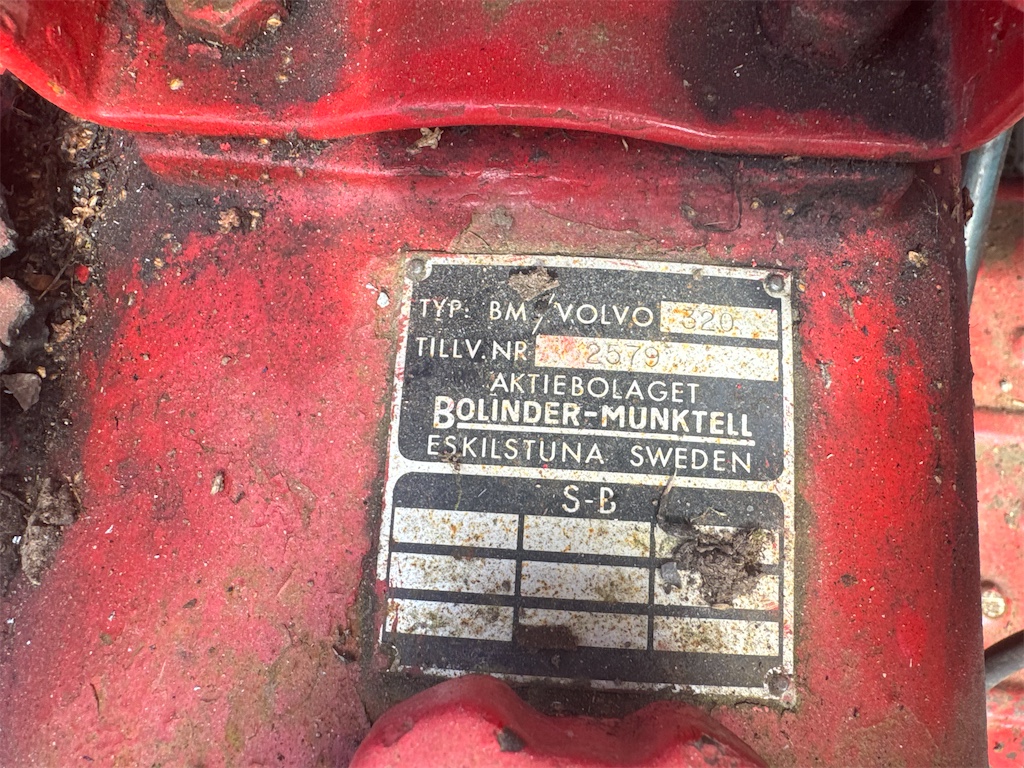 TYP: BM/VOLVO 320
TILLV. NR 2579
AKTIEBOLAGET
BOLINDER-MUNKTELL
ESKILSTUNA SWEDEN
S-B